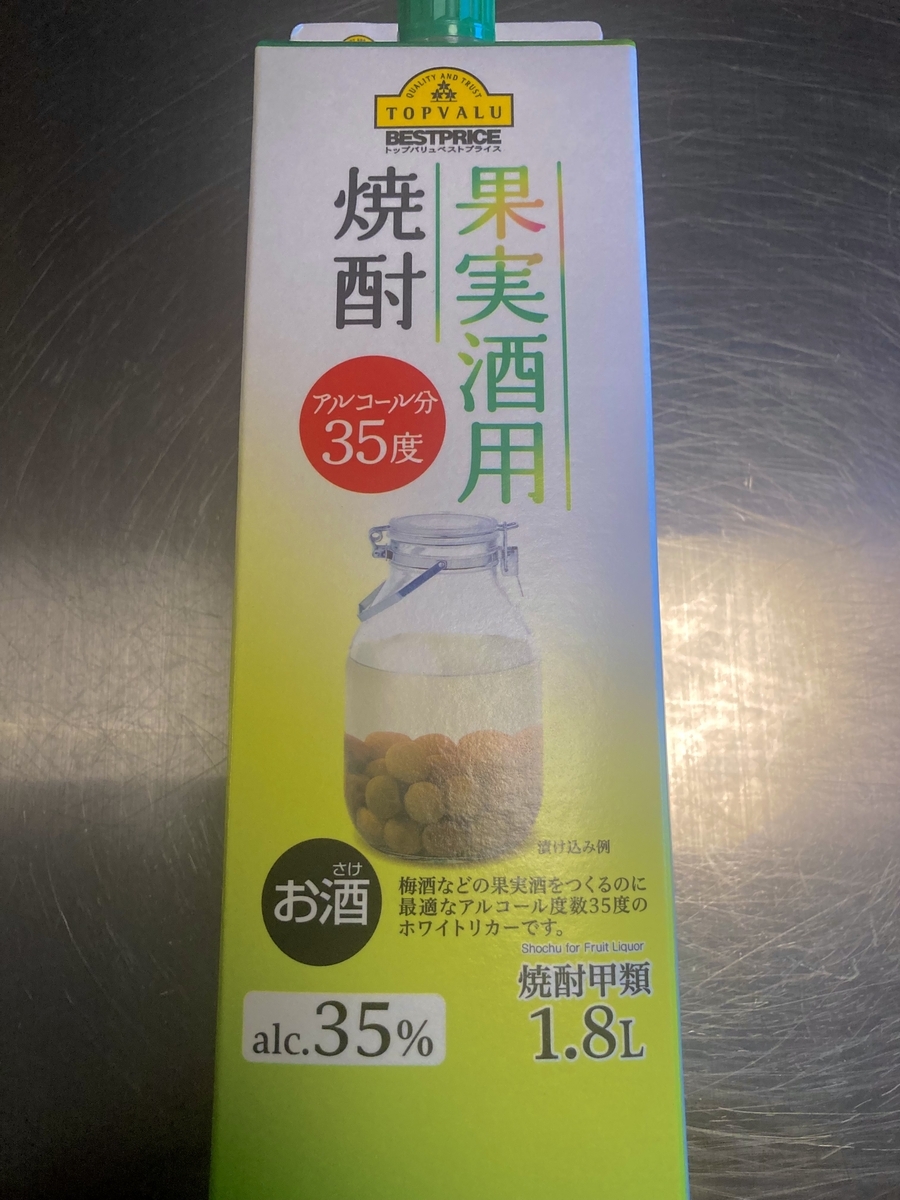 QUALITY AND TRUST
TOPVALU
BESTPRICE
トップバリュベストプライス
果実酒用
焼酎
アルコール分
35度
漬け込み例
さけ
お酒
梅酒などの果実酒をつくるのに
最適なアルコール度数35度の
ホワイトリカーです。
Shochu for Fruit Liquor
焼酎甲類
1.8L
alc.35%